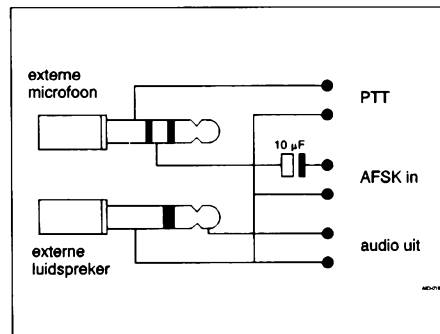 externe
microfoon
PTT
10 µF
AFSK in
audio uit
externe
luidspreker